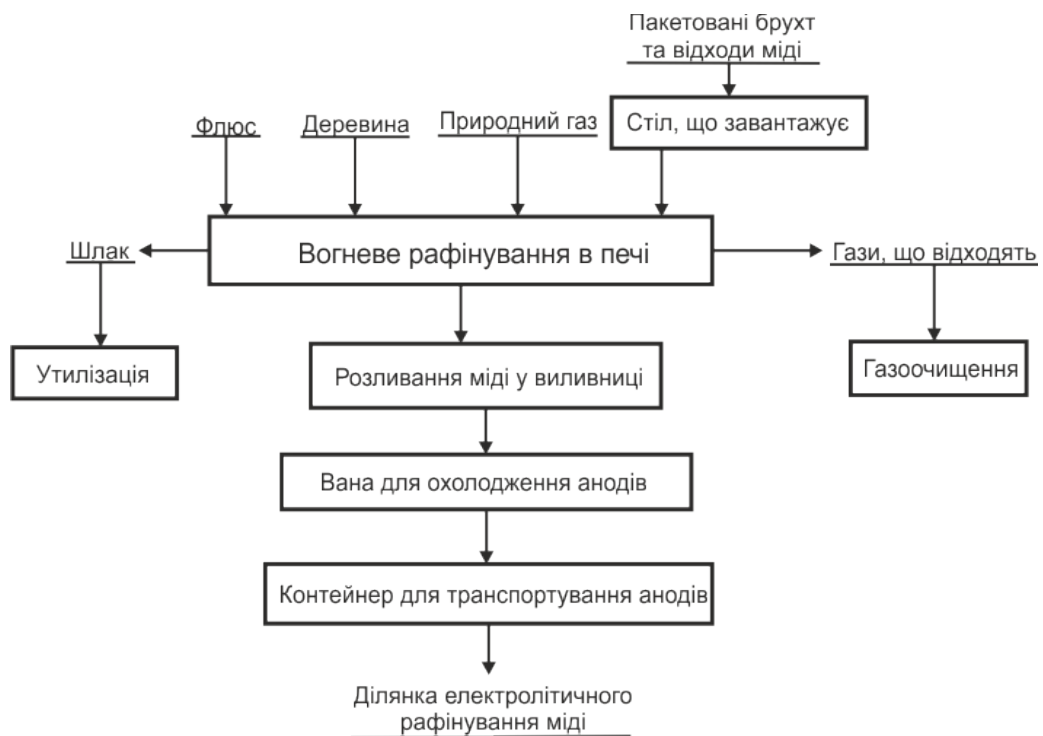 Пакетовані брухт
та відходи міді
Стіл, що завантажує
Флюс
Деревина
Природний газ
Вогневе рафінування в печі
Шлак
Гази, що відходять
Утилізація
Розливання міді у виливниці
Газоочищення
Вана для охолодження анодів
Контейнер для транспортування анодів
Ділянка електролітичного
рафінування міді